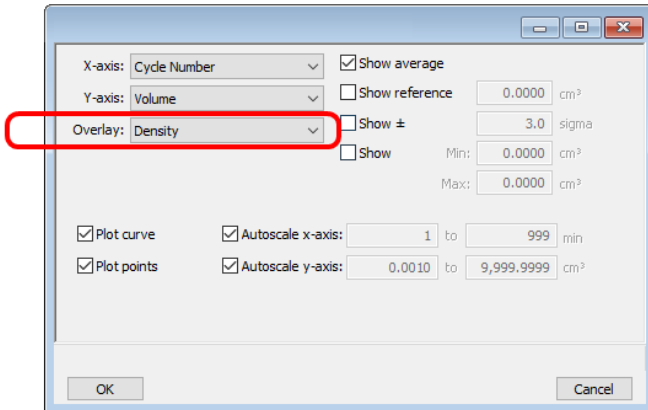 X-axis: Cycle Number
Show average
Y-axis: Volume
Show reference 0.0000 cm³
Overlay: Density
Show ± 3.0 sigma
Show Min: 0.0000 cm³
Max: 0.0000 cm³
Plot curve Autoscale x-axis: 1 to 999 min
Plot points Autoscale y-axis: 0.0010 to 9,999.9999 cm³
OK Cancel